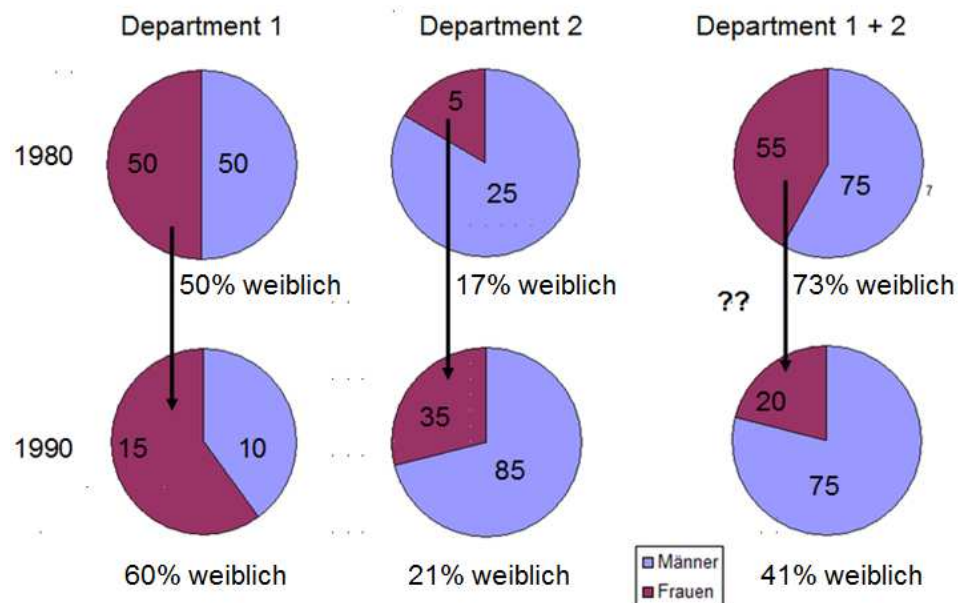 Department 1
Department 2
Department 1 + 2
1980
50
50
5
25
55
75
7
50% weiblich
17% weiblich
??
73% weiblich
1990
15
10
35
85
20
75
60% weiblich
21% weiblich
41% weiblich
Männer
Frauen